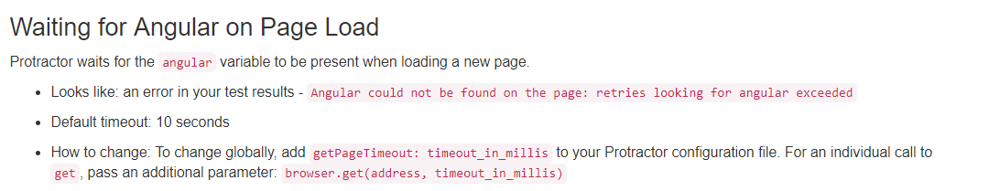 Waiting for Angular on Page Load
Protractor waits for the angular variable to be present when loading a new page.
• Looks like: an error in your test results - Angular could not be found on the page: retries looking for angular exceeded
• Default timeout: 10 seconds
• How to change: To change globally, add getPageTimeout: timeout_in_millis to your Protractor configuration file. For an individual call to
get, pass an additional parameter: browser.get(address, timeout_in_millis)